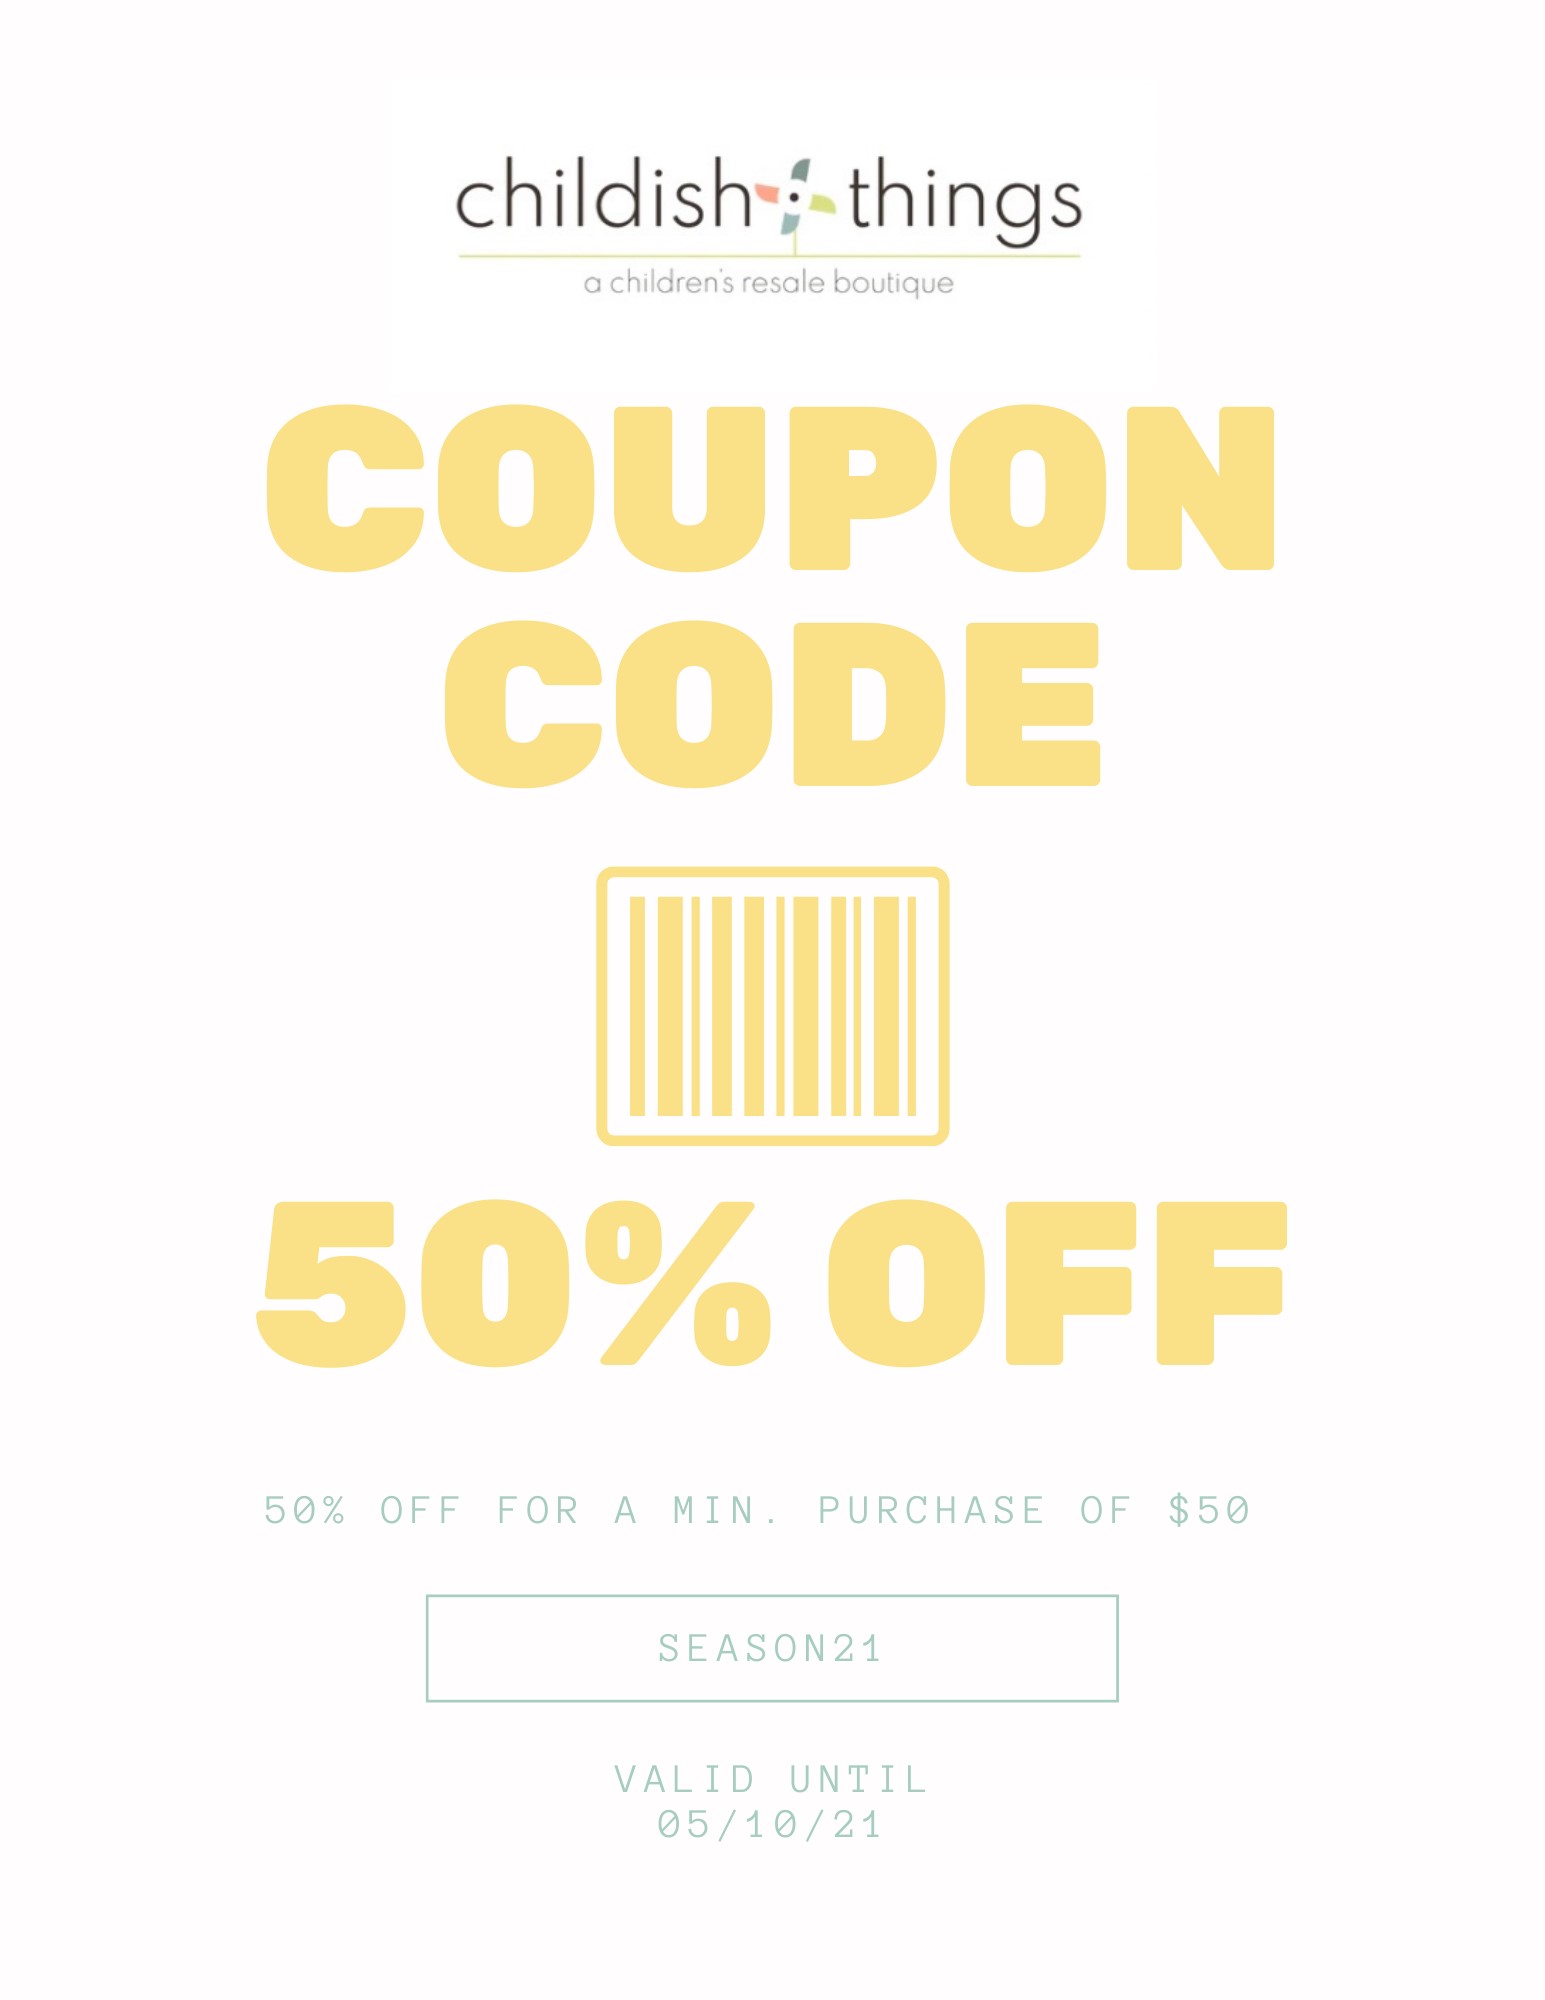 childish things
a children's resale boutique
COUPON
CODE
50% OFF
50% OFF FOR A MIN. PURCHASE OF $50
SEASON21
VALID UNTIL
05/10/21